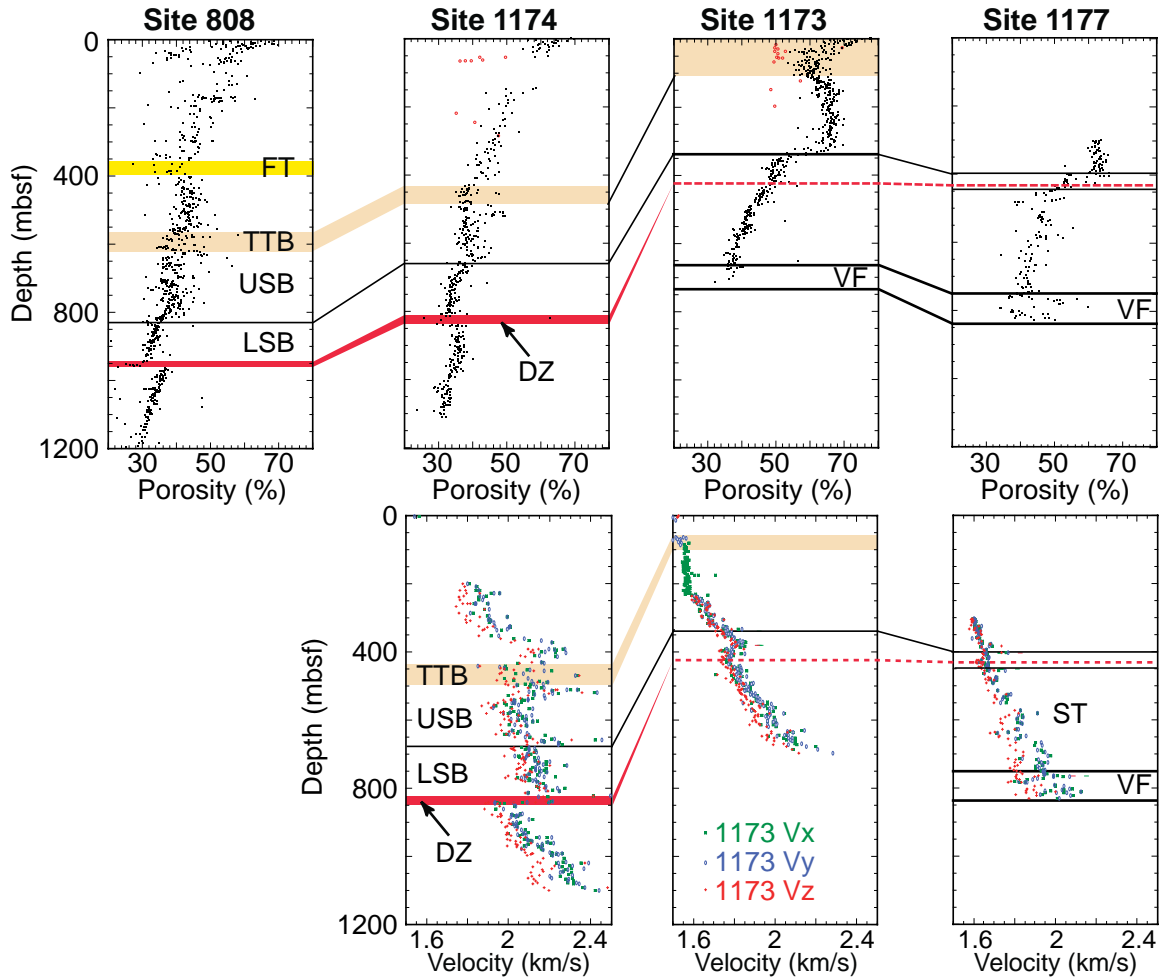 Site 808
Site 1174
Site 1173
Site 1177
Depth (mbsf)
0
400
800
1200
FT
TTB
USB
LSB
DZ
VF
VF
30 50 70
Porosity (%)
30 50 70
Porosity (%)
30 50 70
Porosity (%)
30 50 70
Porosity (%)
Depth (mbsf)
0
400
800
1200
TTB
USB
LSB
DZ
1173 Vx
1173 Vy
1173 Vz
ST
VF
1.6 2 2.4
Velocity (km/s)
1.6 2 2.4
Velocity (km/s)
1.6 2 2.4
Velocity (km/s)